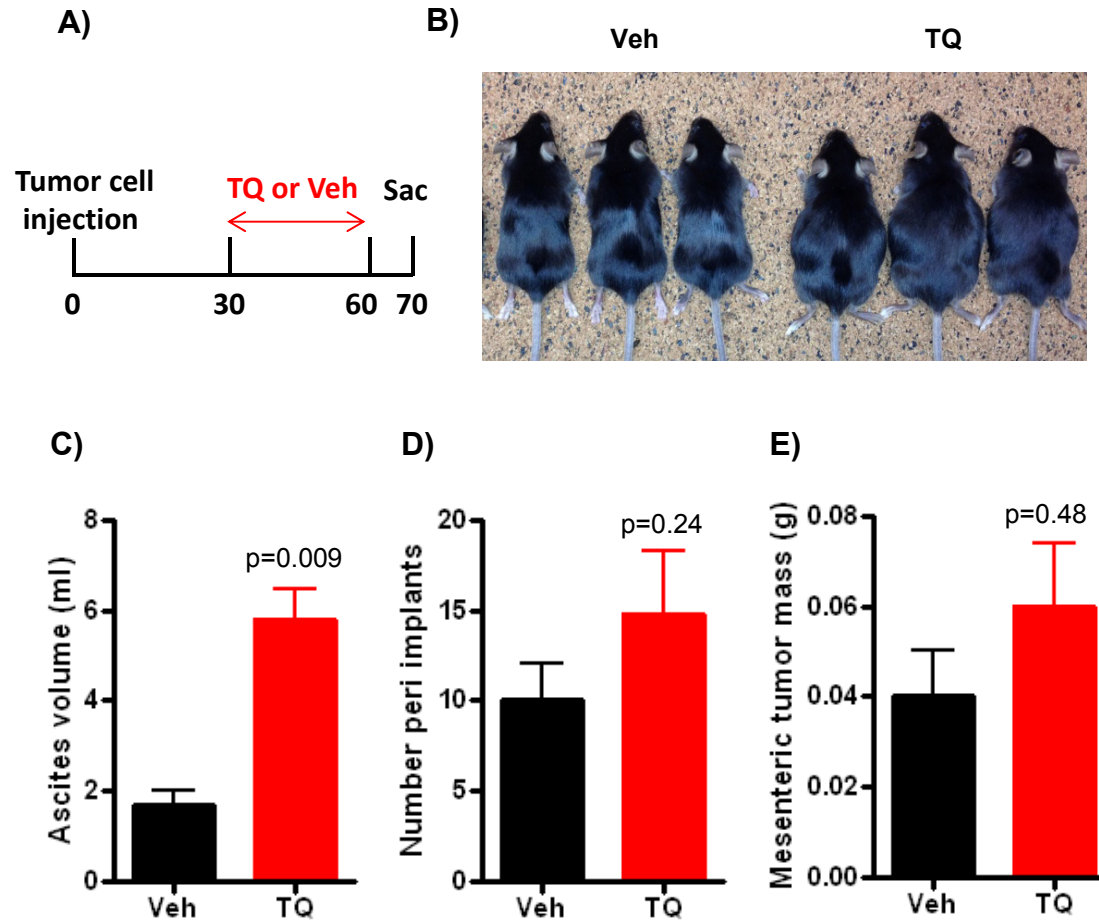 A)
Tumor cell
injection
TQ or Veh
Sac
0
30
60
70
B)
Veh
TQ
C)
Ascites volume (ml)
8
6
4
2
0
p=0.009
Veh
TQ
D)
Number peri implants
20
15
10
5
0
p=0.24
Veh
TQ
E)
Mesenteric tumor mass (g)
0.08
0.06
0.04
0.02
0.00
p=0.48
Veh
TQ